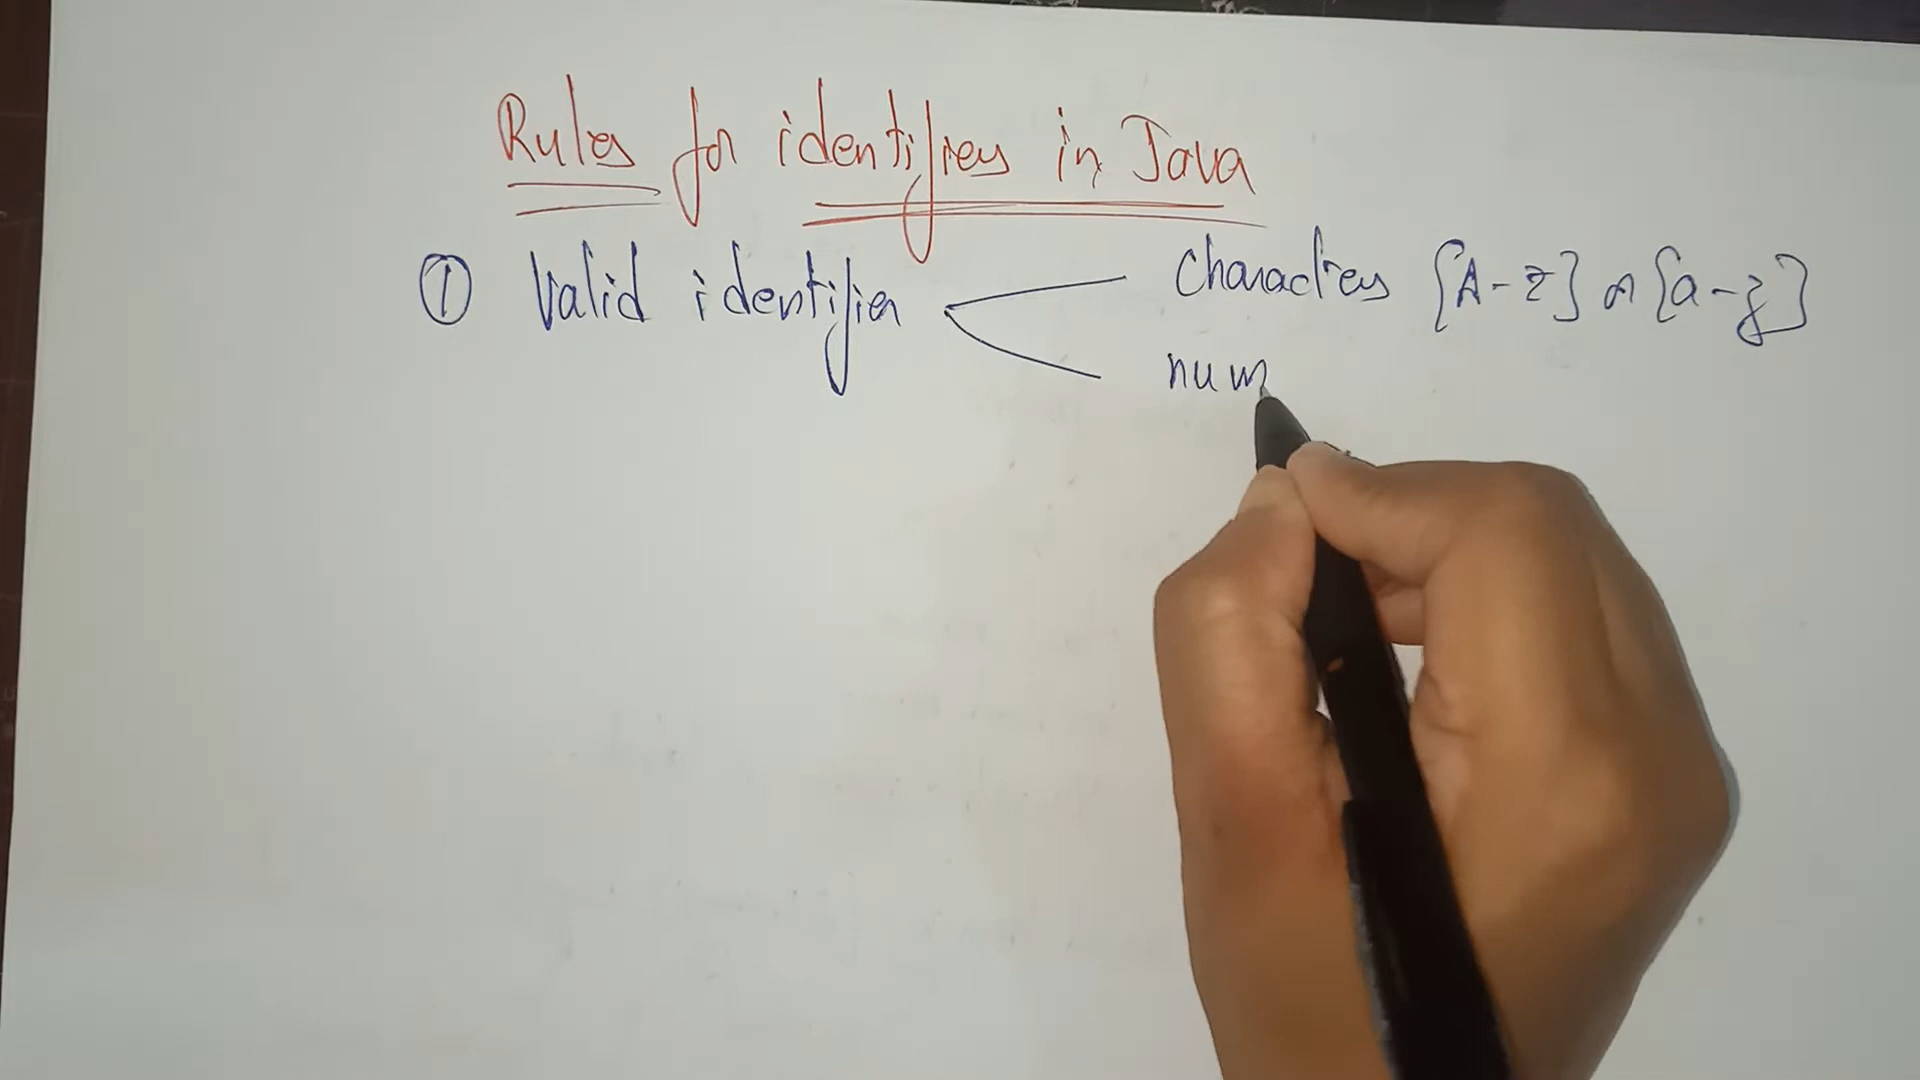 Rules for identifiers in Java
① Valid identifier
Characters [A-Z] or [a-z]
num